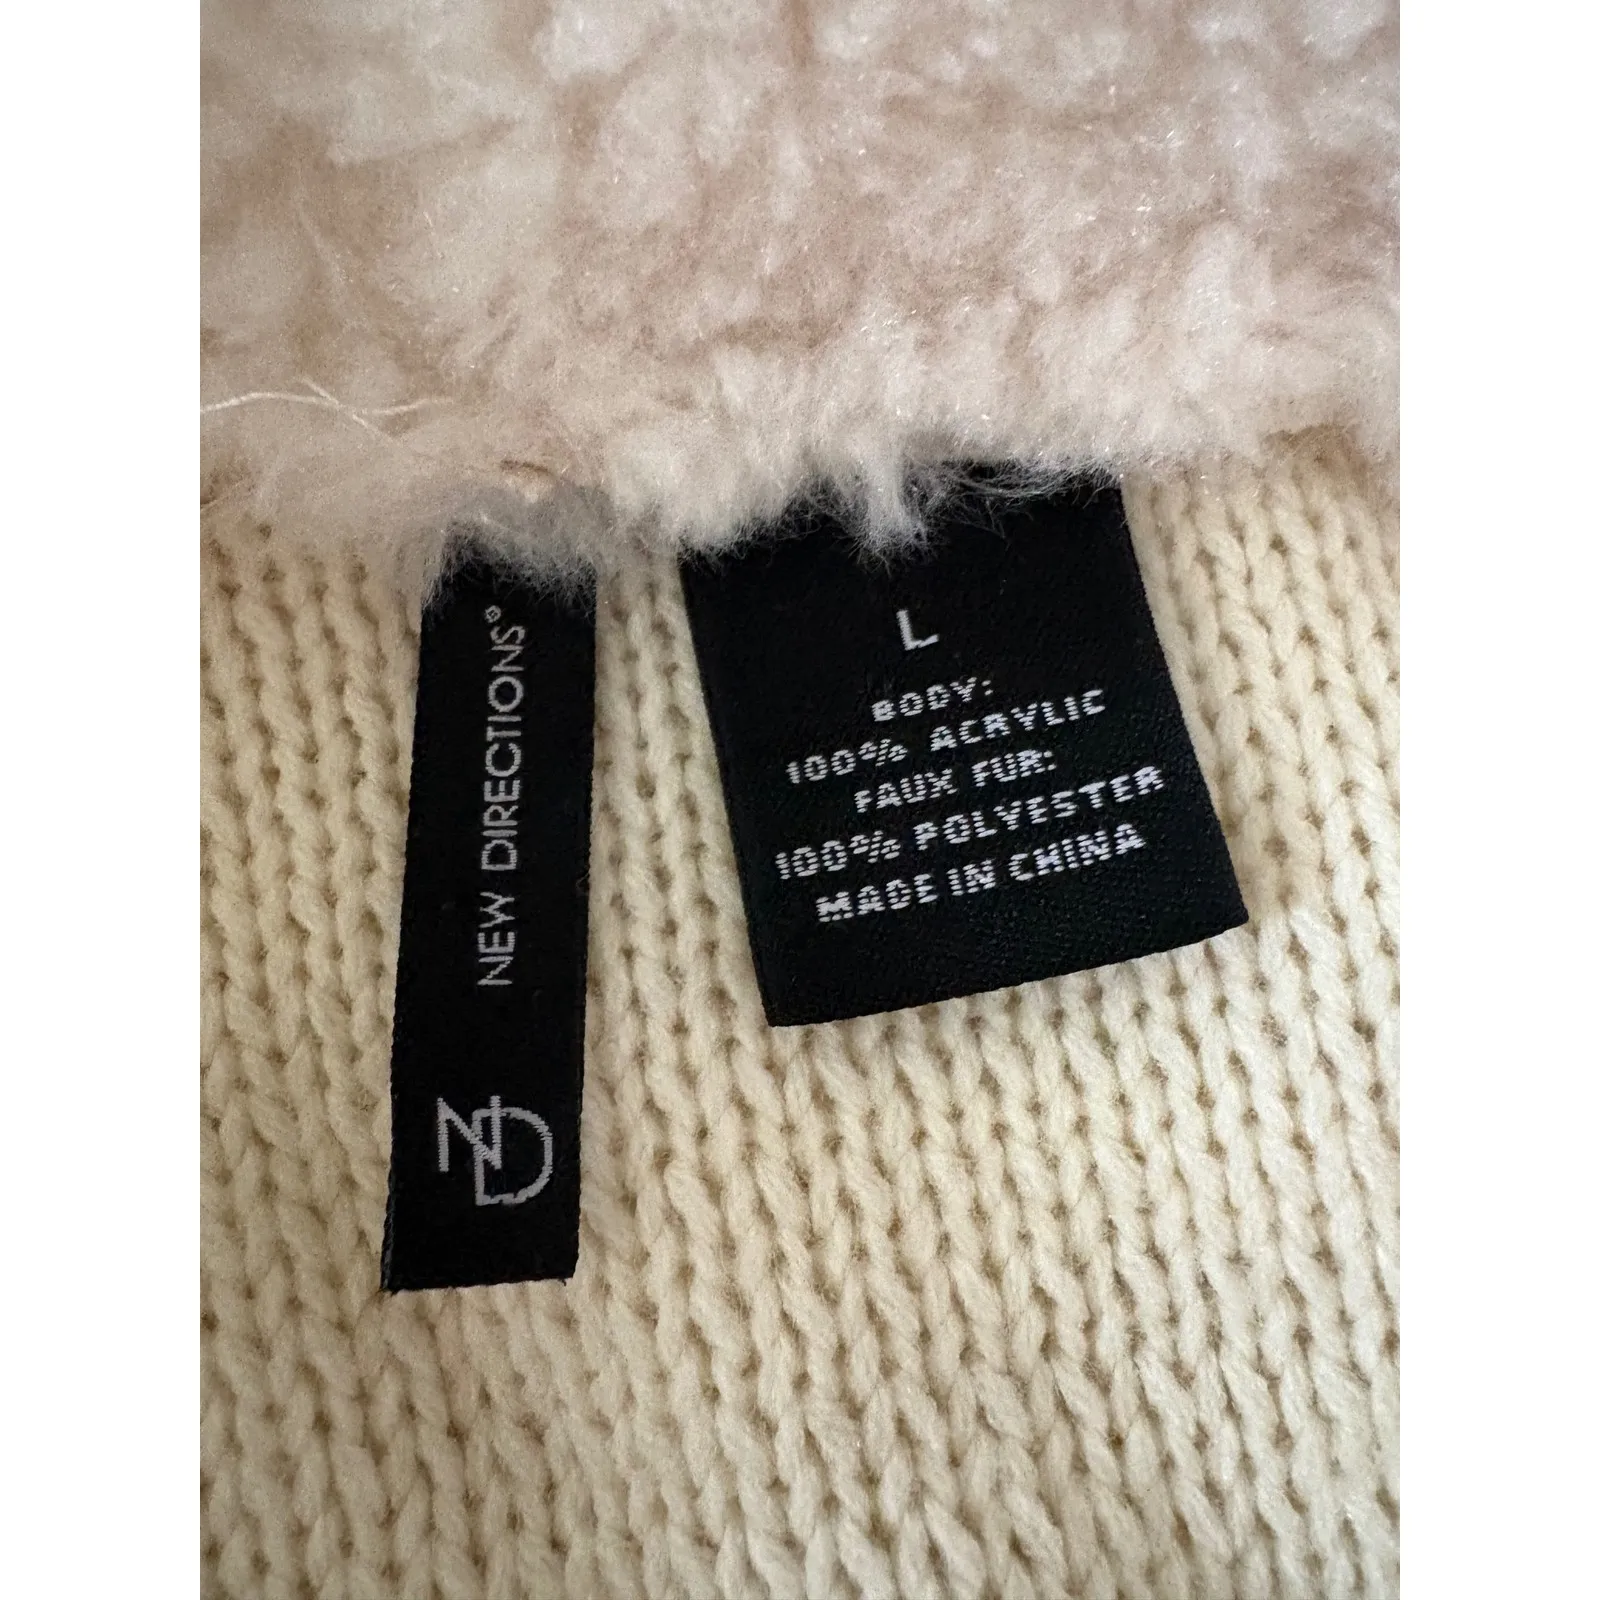 NEW DIRECTIONS®
ND
L
BODY:
100% ACRYLIC
FAUX FUR:
100% POLYESTER
MADE IN CHINA